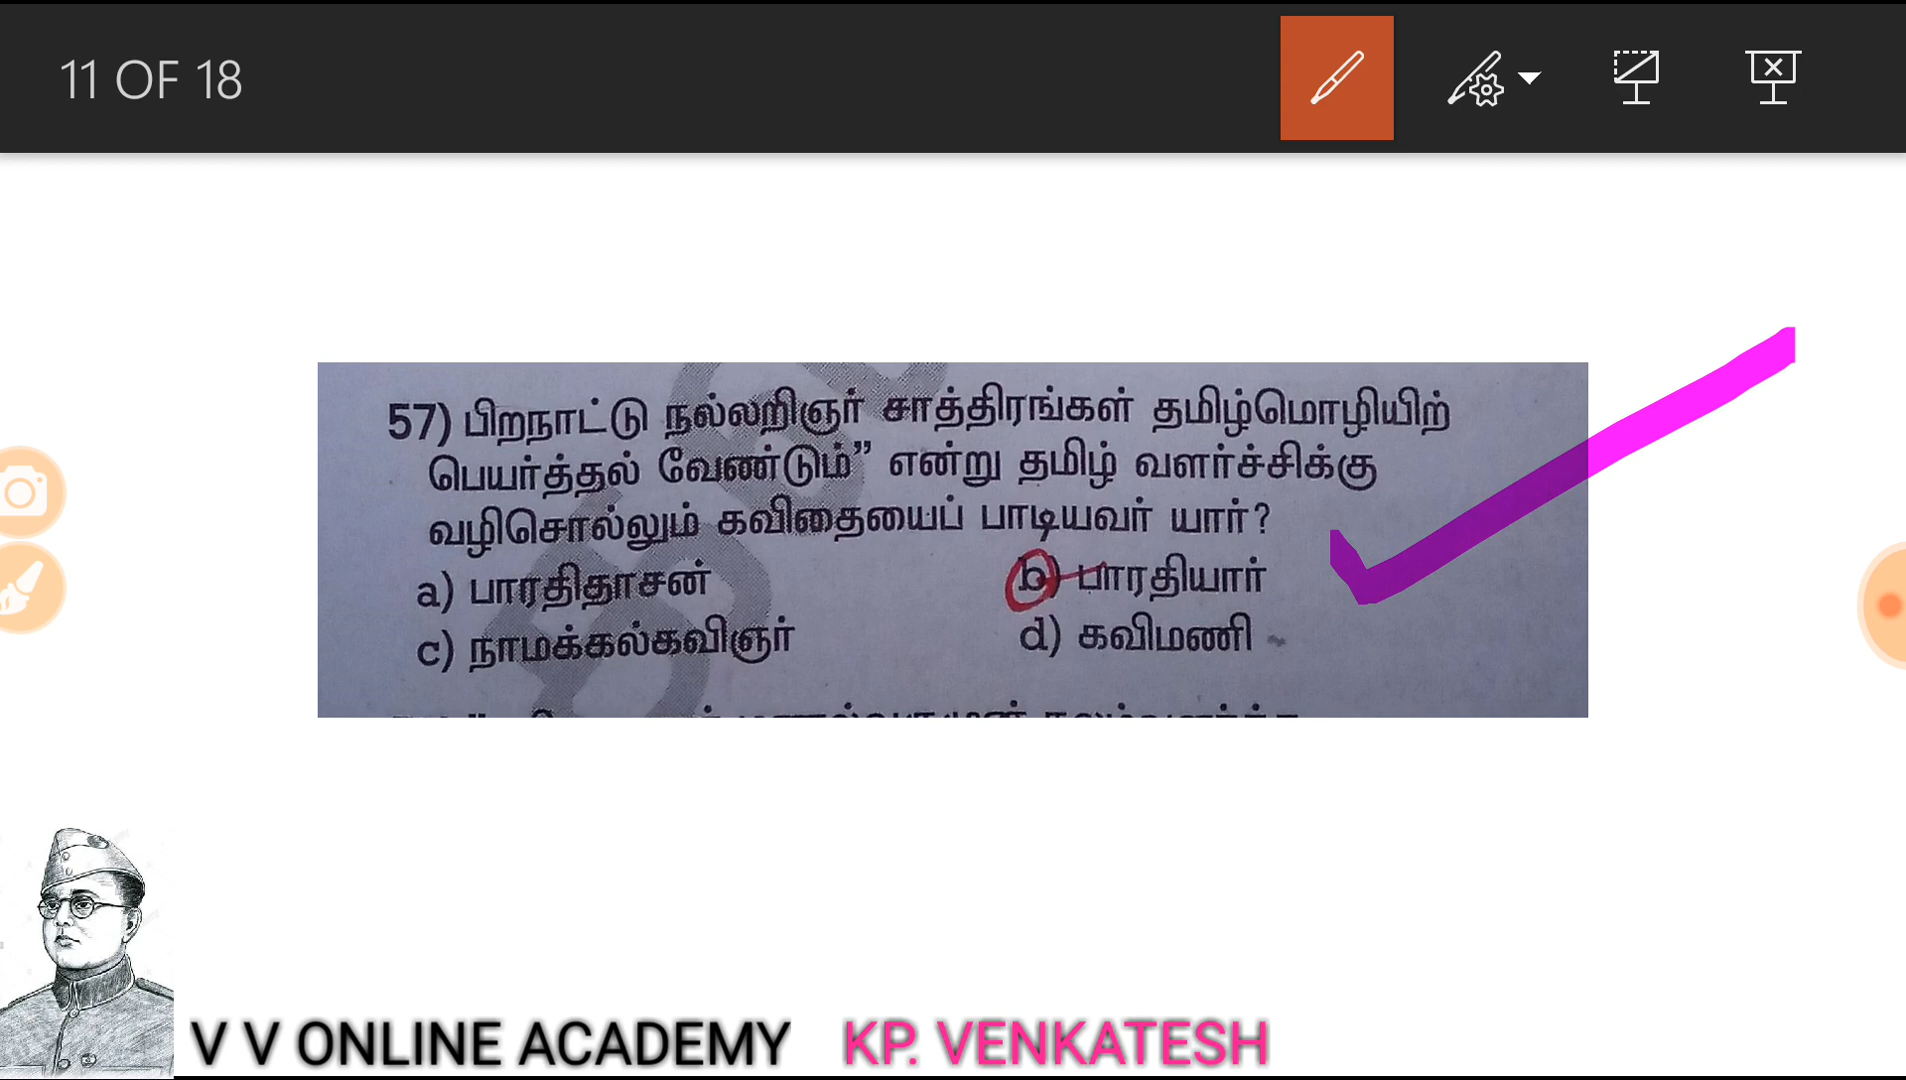 11 OF 18
57) பிறநாட்டு நல்லறிஞர் சாத்திரங்கள் தமிழ்மொழியிற்
பெயர்த்தல் வேண்டும்” என்று தமிழ் வளர்ச்சிக்கு
வழிசொல்லும் கவிதையைப் பாடியவர் யார்?
a) பாரதிதாசன் b) பாரதியார்
c) நாமக்கல்கவிஞர் d) கவிமணி
V V ONLINE ACADEMY KP. VENKATESH